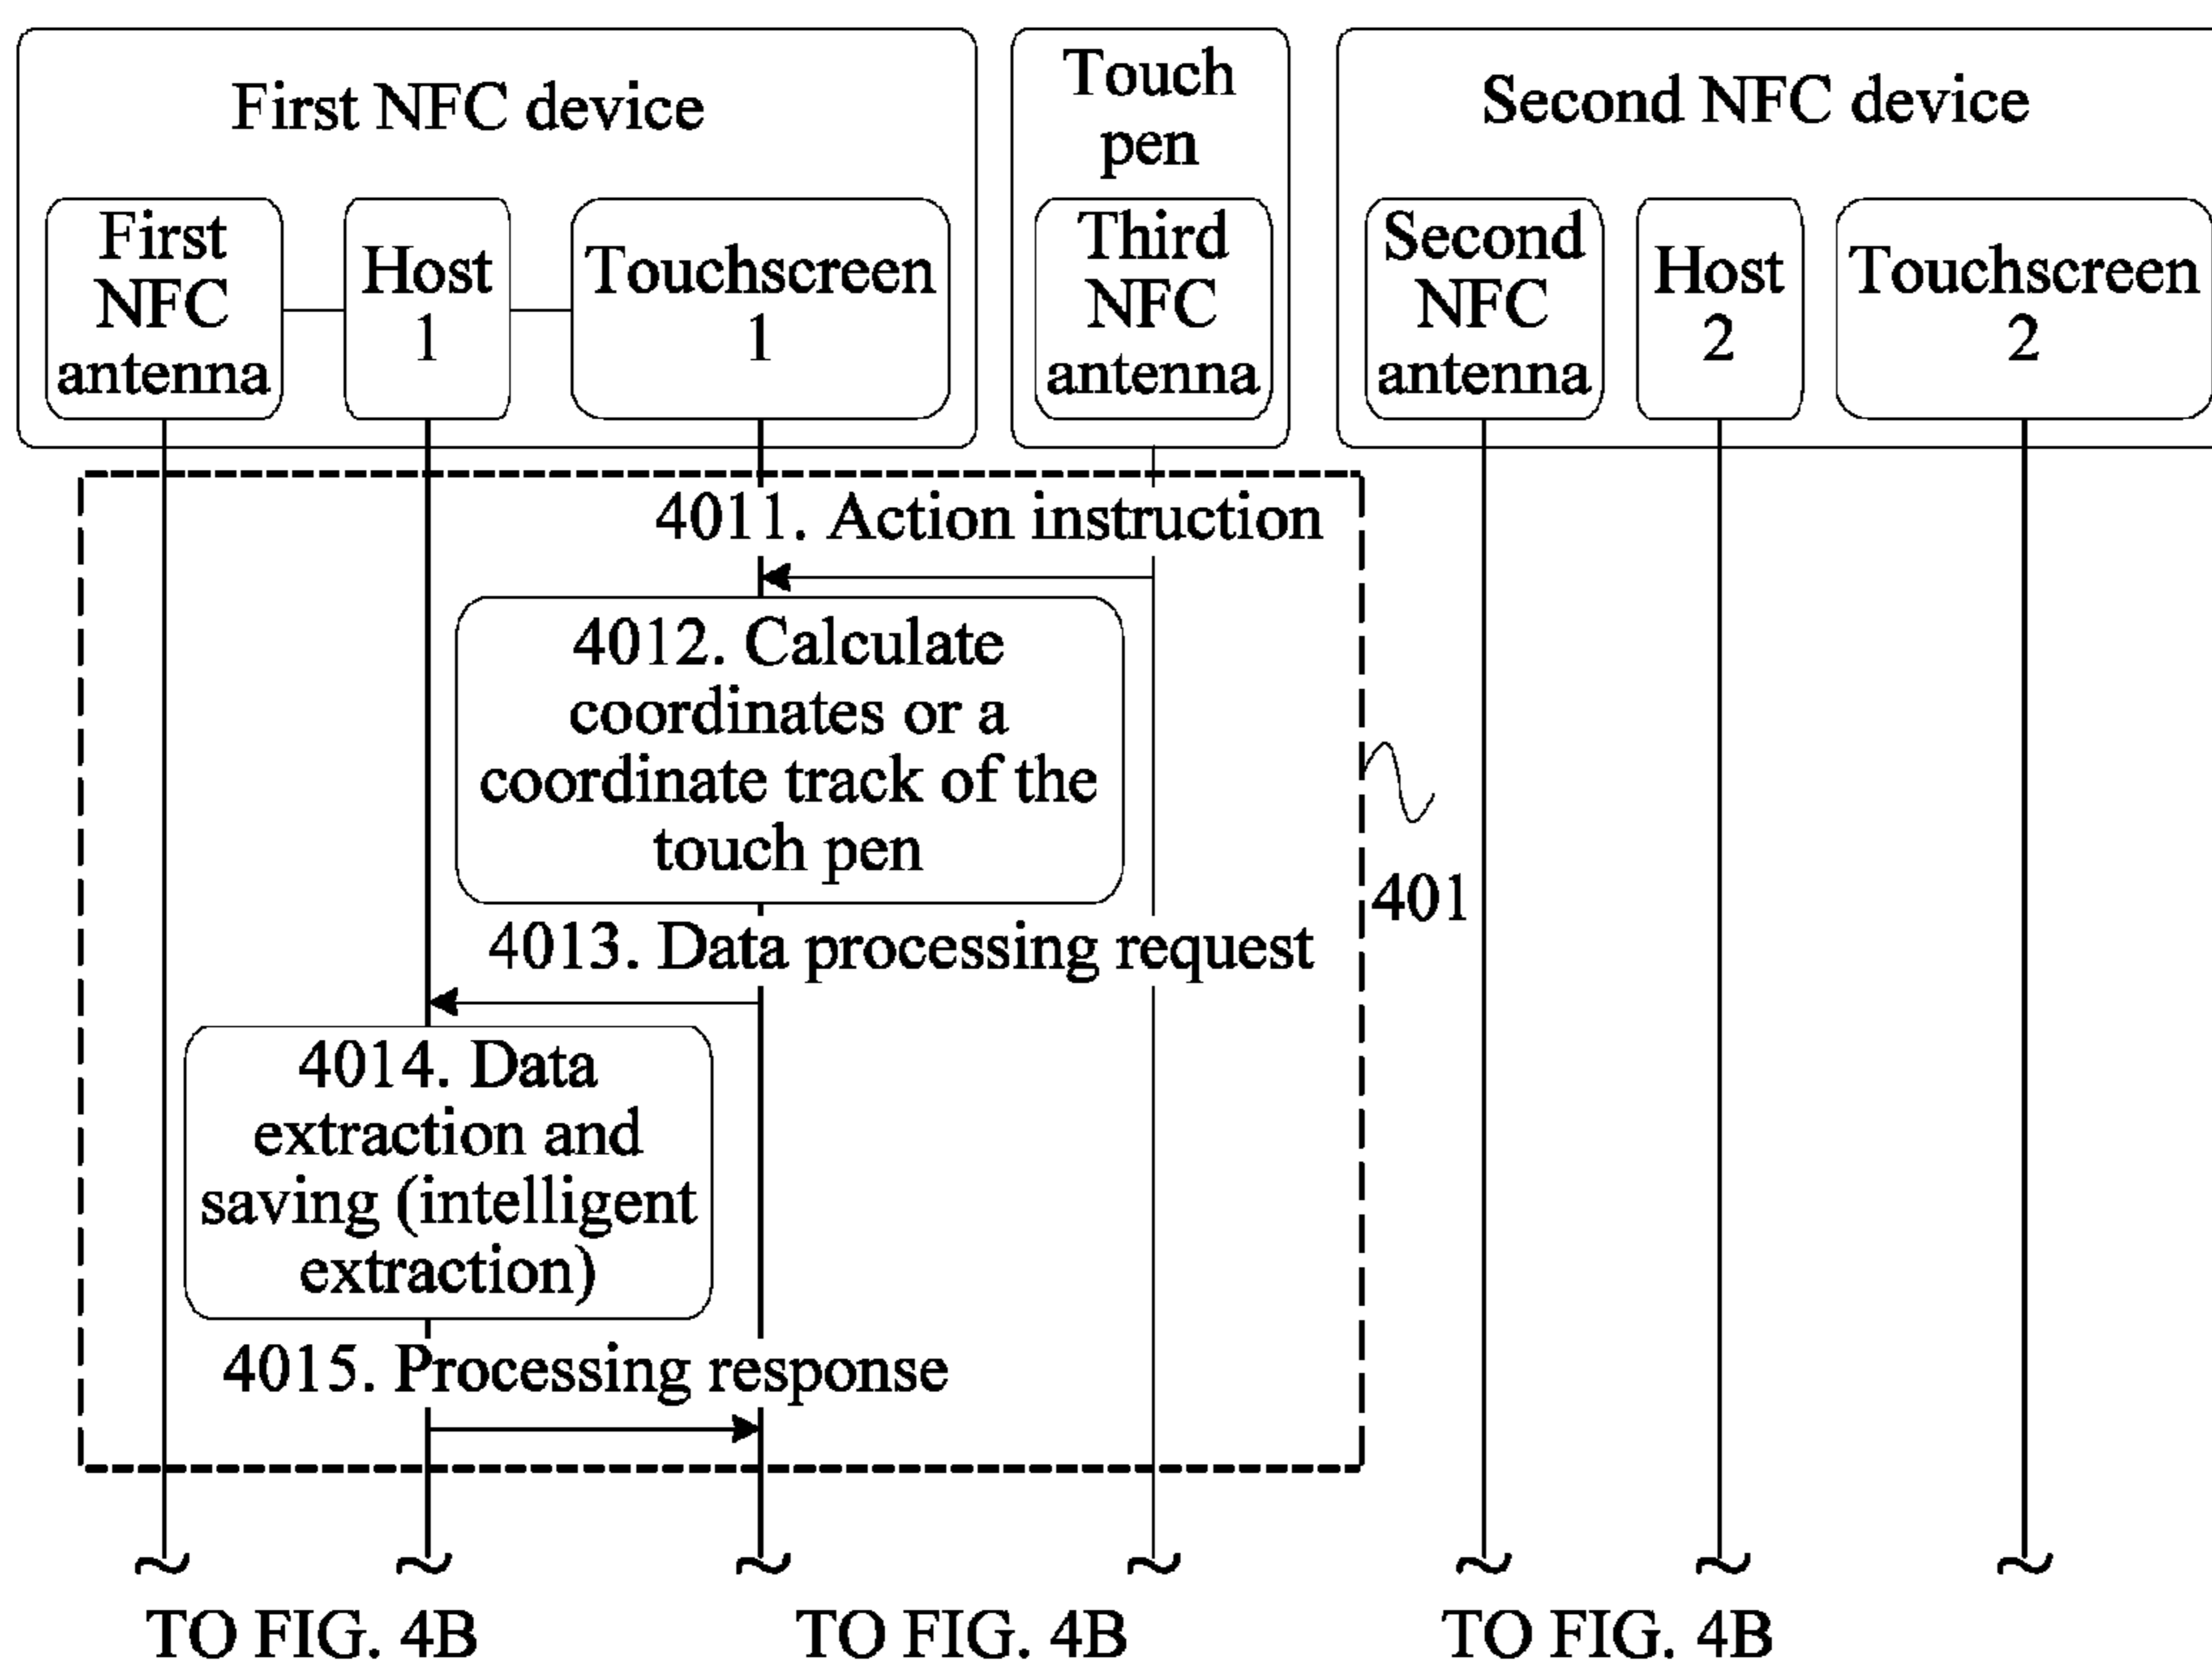 First NFC device
First
NFC
antenna
Host
1
Touchscreen
1
Touch
pen
Third
NFC
antenna
Second NFC device
Second
NFC
antenna
Host
2
Touchscreen
2
4011. Action instruction
4012. Calculate
coordinates or a
coordinate track of the
touch pen
401
4013. Data processing request
4014. Data
extraction and
saving (intelligent
extraction)
4015. Processing response
TO FIG. 4B
TO FIG. 4B
TO FIG. 4B